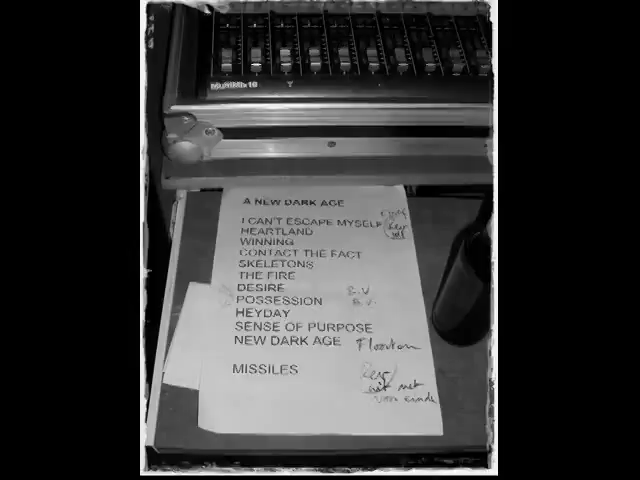 MultiMix16
A NEW DARK AGE
I CAN'T ESCAPE MYSELF
HEARTLAND
WINNING
CONTACT THE FACT
SKELETONS
THE FIRE
DESIRE E.V
POSSESSION E.V.
HEYDAY
SENSE OF PURPOSE
NEW DARK AGE
MISSILES